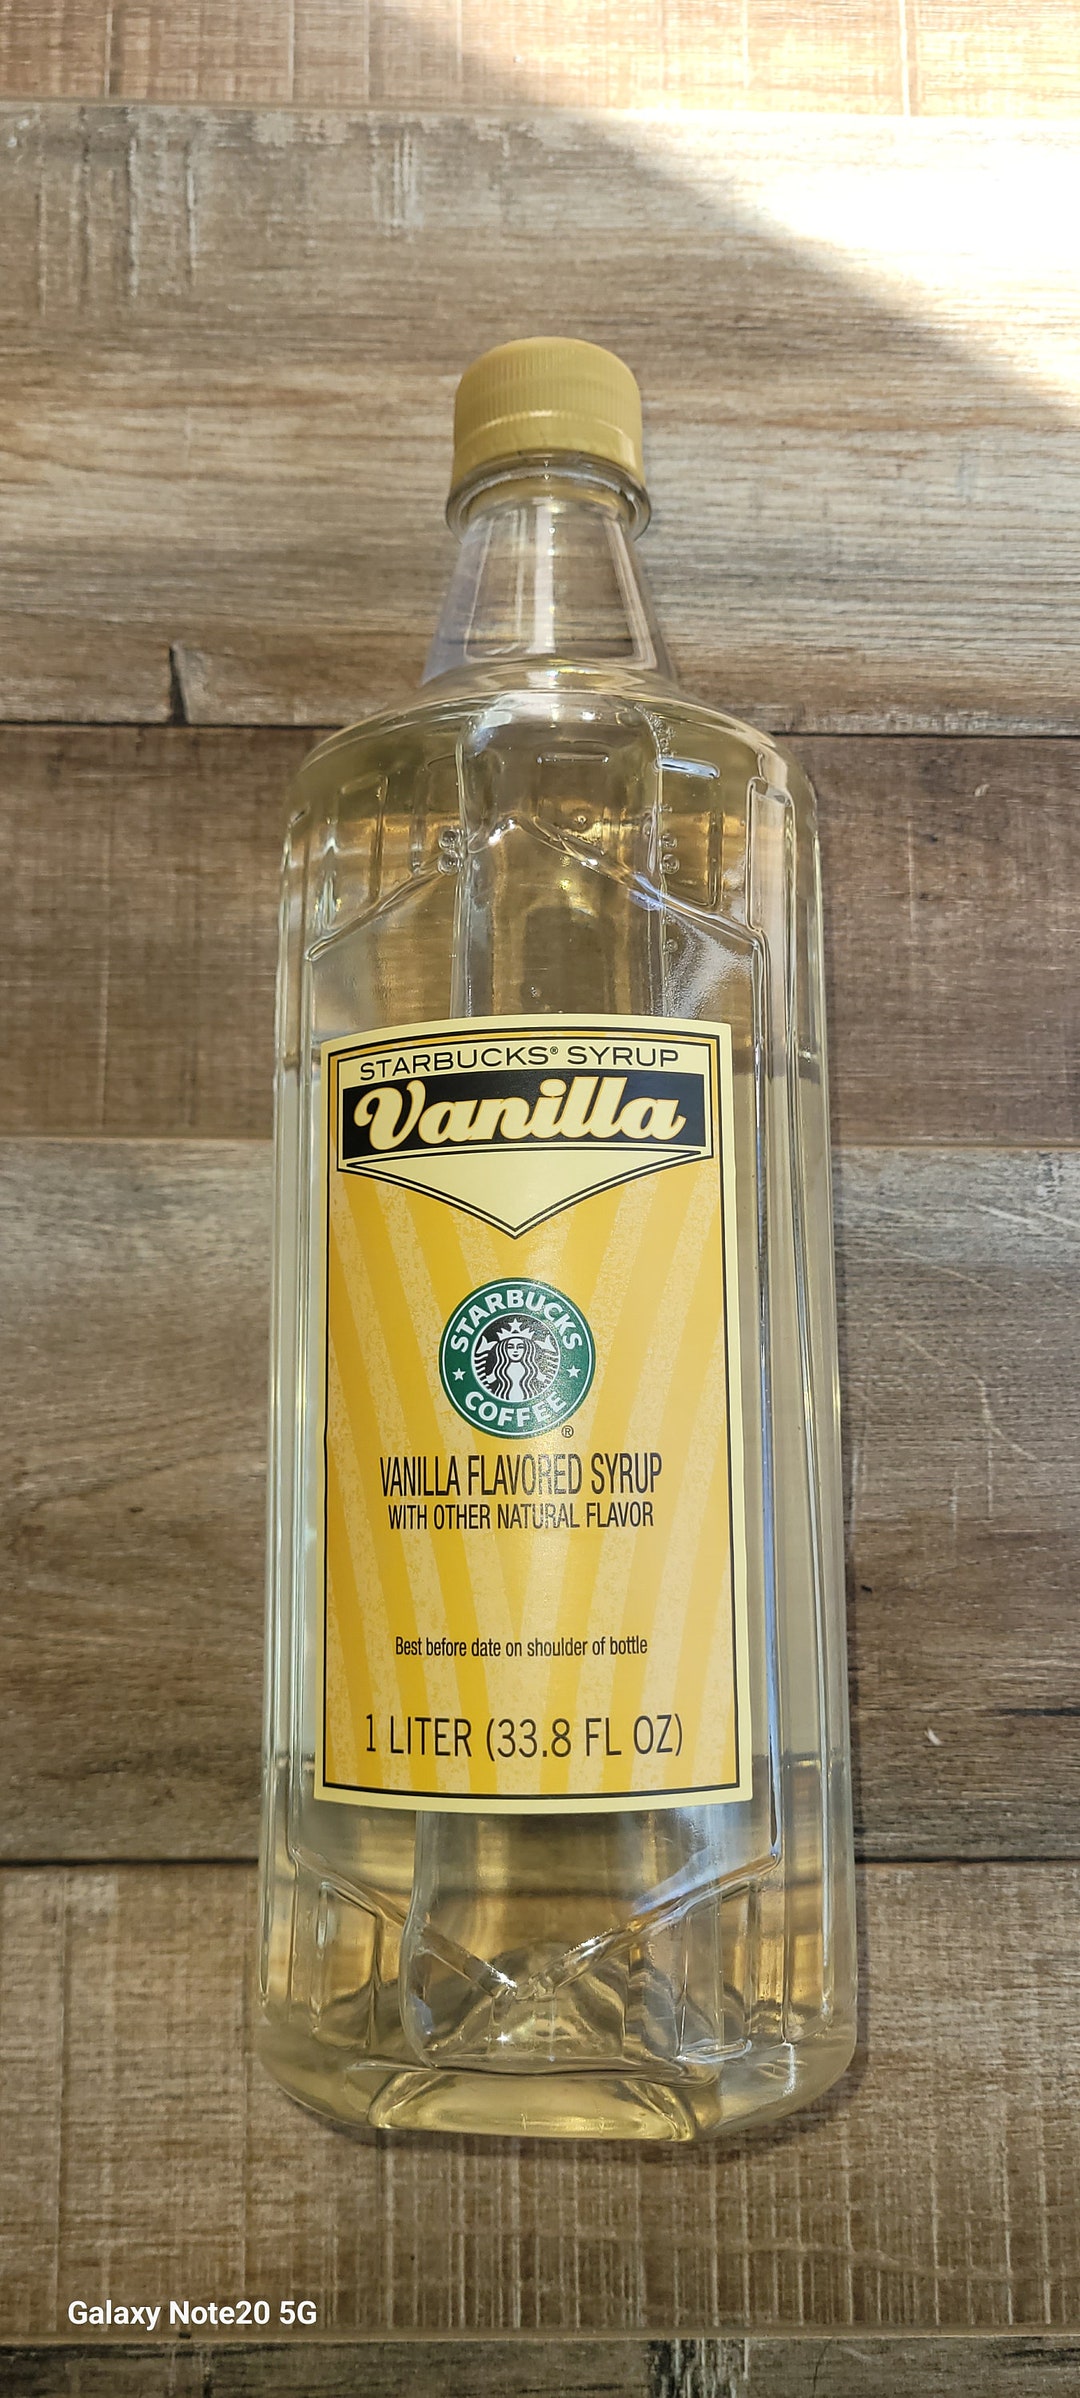 STARBUCKS® SYRUP
Vanilla
STARBUCKS
COFFEE
®
VANILLA FLAVORED SYRUP
WITH OTHER NATURAL FLAVOR
Best before date on shoulder of bottle
1 LITER (33.8 FL OZ)
Galaxy Note20 5G